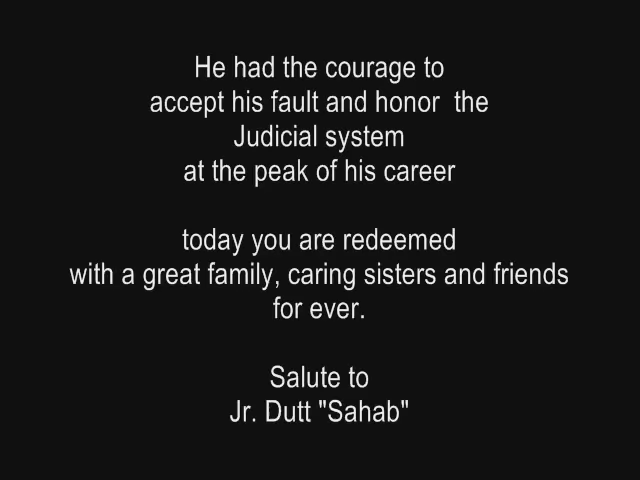 He had the courage to
accept his fault and honor  the
Judicial system
at the peak of his career
today you are redeemed
with a great family, caring sisters and friends
for ever.
Salute to
Jr. Dutt "Sahab"